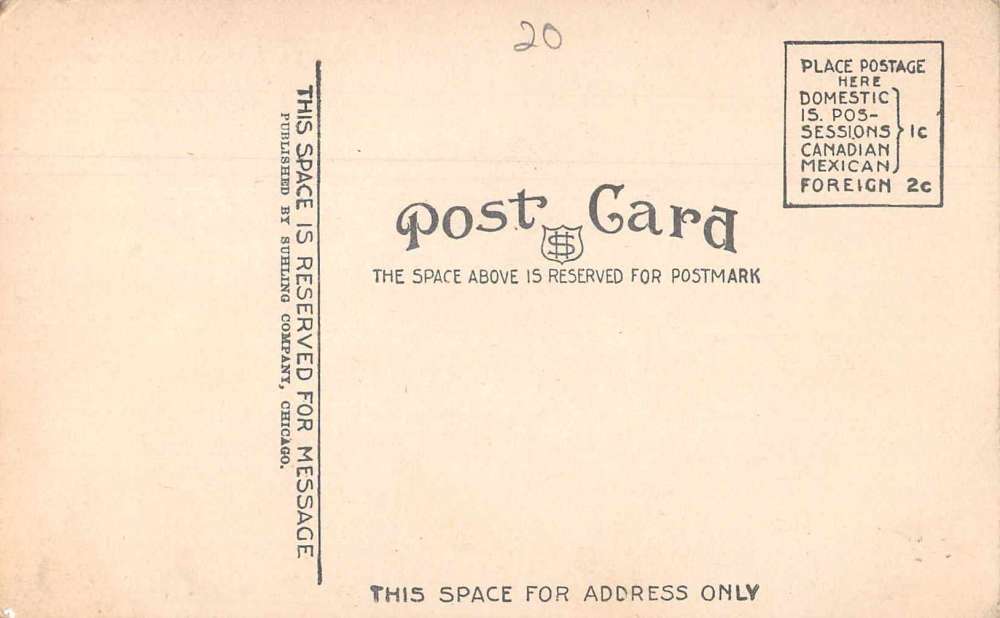 20
PLACE POSTAGE
HERE
DOMESTIC
IS. POS-
SESSIONS
CANADIAN
MEXICAN
1c
FOREIGN 2c
Post Card
THE SPACE ABOVE IS RESERVED FOR POSTMARK
THIS SPACE IS RESERVED FOR MESSAGE
PUBLISHED BY SUHLING COMPANY, CHICAGO.
THIS SPACE FOR ADDRESS ONLY